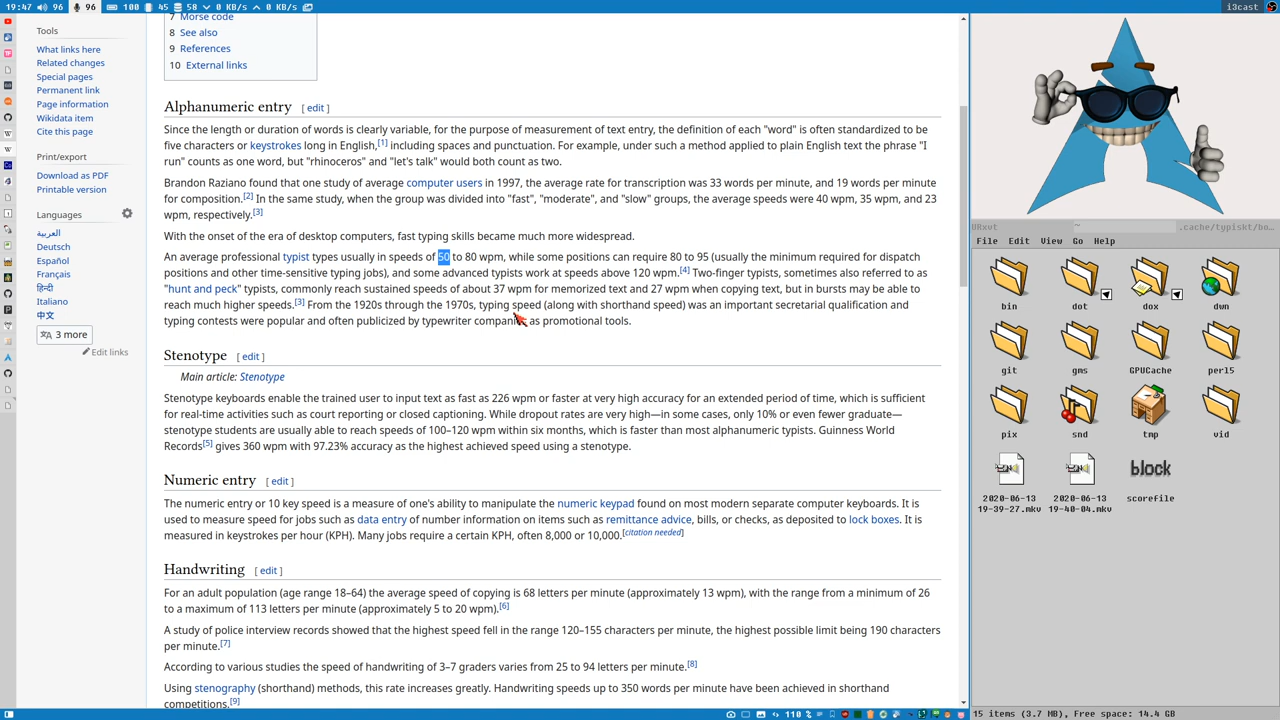 19:47 96 96 100 45 58 0 KB/s 0 KB/s
i3cast
Tools
What links here
Related changes
Special pages
Permanent link
Page information
Wikidata item
Cite this page
Print/export
Download as PDF
Printable version
Languages
العربية
Deutsch
Español
Français
हिन्दी
Italiano
中文
3 more
Edit links
7 Morse code
8 See also
9 References
10 External links
Alphanumeric entry [ edit ]
Since the length or duration of words is clearly variable, for the purpose of measurement of text entry, the definition of each "word" is often standardized to be
five characters or keystrokes long in English,[1] including spaces and punctuation. For example, under such a method applied to plain English text the phrase "I
run" counts as one word, but "rhinoceros" and "let's talk" would both count as two.
Brandon Raziano found that one study of average computer users in 1997, the average rate for transcription was 33 words per minute, and 19 words per minute
for composition.[2] In the same study, when the group was divided into "fast", "moderate", and "slow" groups, the average speeds were 40 wpm, 35 wpm, and 23
wpm, respectively.[3]
With the onset of the era of desktop computers, fast typing skills became much more widespread.
An average professional typist types usually in speeds of 50 to 80 wpm, while some positions can require 80 to 95 (usually the minimum required for dispatch
positions and other time-sensitive typing jobs), and some advanced typists work at speeds above 120 wpm.[4] Two-finger typists, sometimes also referred to as
"hunt and peck" typists, commonly reach sustained speeds of about 37 wpm for memorized text and 27 wpm when copying text, but in bursts may be able to
reach much higher speeds.[3] From the 1920s through the 1970s, typing speed (along with shorthand speed) was an important secretarial qualification and
typing contests were popular and often publicized by typewriter companies as promotional tools.
Stenotype [ edit ]
Main article: Stenotype
Stenotype keyboards enable the trained user to input text as fast as 226 wpm or faster at very high accuracy for an extended period of time, which is sufficient
for real-time activities such as court reporting or closed captioning. While dropout rates are very high—in some cases, only 10% or even fewer graduate—
stenotype students are usually able to reach speeds of 100–120 wpm within six months, which is faster than most alphanumeric typists. Guinness World
Records[5] gives 360 wpm with 97.23% accuracy as the highest achieved speed using a stenotype.
Numeric entry [ edit ]
The numeric entry or 10 key speed is a measure of one's ability to manipulate the numeric keypad found on most modern separate computer keyboards. It is
used to measure speed for jobs such as data entry of number information on items such as remittance advice, bills, or checks, as deposited to lock boxes. It is
measured in keystrokes per hour (KPH). Many jobs require a certain KPH, often 8,000 or 10,000.[citation needed]
Handwriting [ edit ]
For an adult population (age range 18–64) the average speed of copying is 68 letters per minute (approximately 13 wpm), with the range from a minimum of 26
to a maximum of 113 letters per minute (approximately 5 to 20 wpm).[6]
A study of police interview records showed that the highest speed fell in the range 120–155 characters per minute, the highest possible limit being 190 characters
per minute.[7]
According to various studies the speed of handwriting of 3–7 graders varies from 25 to 94 letters per minute.[8]
Using stenography (shorthand) methods, this rate increases greatly. Handwriting speeds up to 350 words per minute have been achieved in shorthand
competitions.[9]
URxvt ~ .cache/typiskt/bo
File Edit View Go Help
bin dot dox dwn
git gms GPUCache perl5
pix snd tmp vid
block
2020-06-13 2020-06-13 scorefile
19-39-27.mkv 19-40-04.mkv
15 items (3.7 MB), Free space: 14.4 GB
110